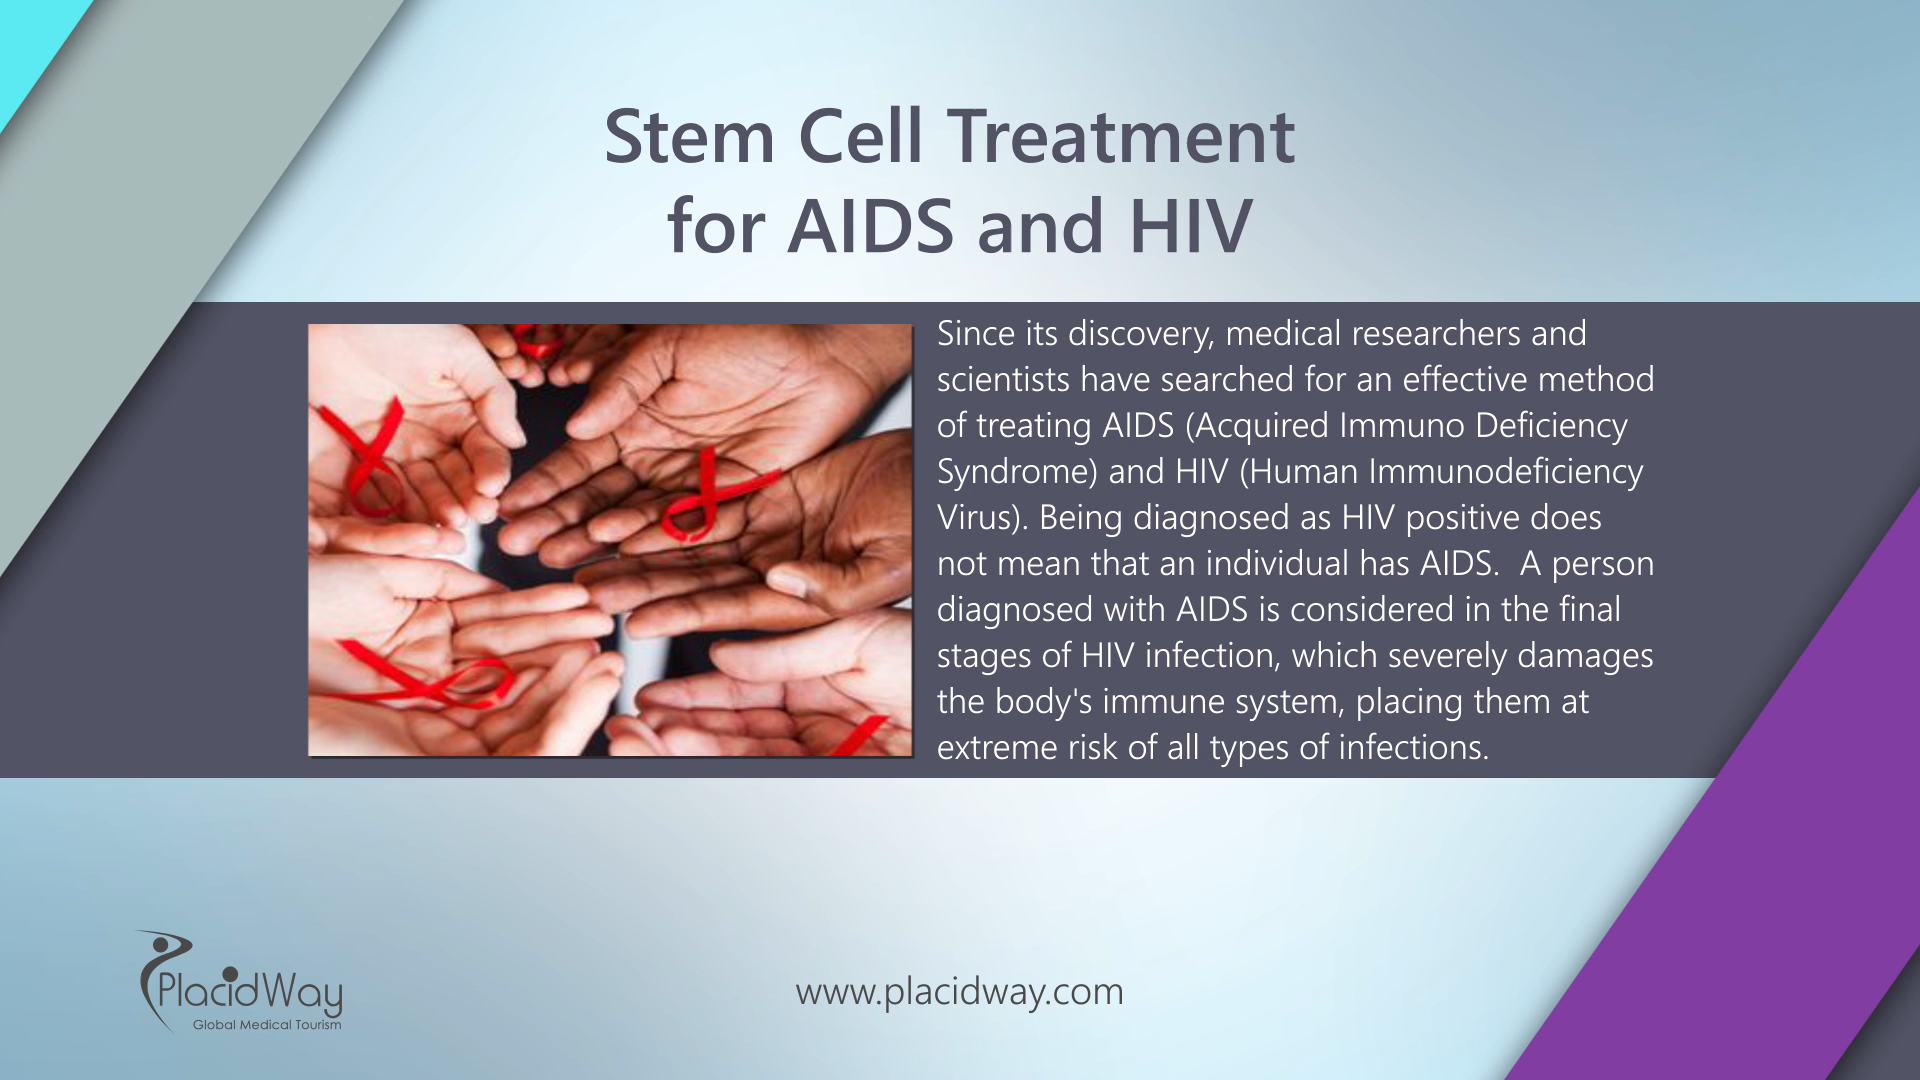 Stem Cell Treatment
for AIDS and HIV
Since its discovery, medical researchers and
scientists have searched for an effective method
of treating AIDS (Acquired Immuno Deficiency
Syndrome) and HIV (Human Immunodeficiency
Virus). Being diagnosed as HIV positive does
not mean that an individual has AIDS.  A person
diagnosed with AIDS is considered in the final
stages of HIV infection, which severely damages
the body's immune system, placing them at
extreme risk of all types of infections.
PlacidWay
Global Medical Tourism
www.placidway.com